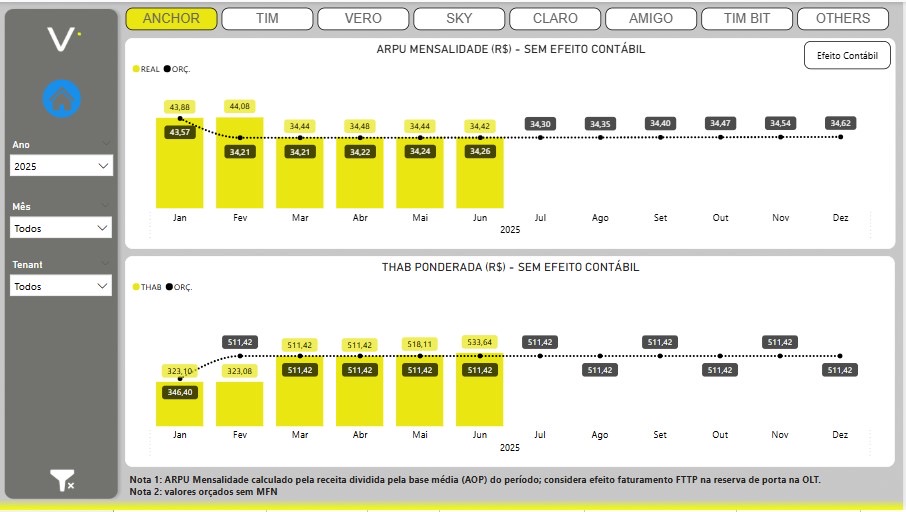 ANCHOR TIM VERO SKY CLARO AMIGO TIM BIT OTHERS
V
ARPU MENSALIDADE (R$) - SEM EFEITO CONTÁBIL
Efeito Contábil
REAL ORÇ.
43,88 44,08 34,44 34,48 34,44 34,42 34,30 34,35 34,40 34,47 34,54 34,62
43,57 34,21 34,21 34,22 34,24 34,26
Jan Fev Mar Abr Mai Jun Jul Ago Set Out Nov Dez
2025
Ano
2025
Mês
Todos
Tenant
Todos
THAB PONDERADA (R$) - SEM EFEITO CONTÁBIL
THAB ORÇ.
511,42 511,42 511,42 518,11 533,64 511,42 511,42 511,42
323,10 323,08 511,42 511,42 511,42 511,42 511,42 511,42 511,42
346,40
Jan Fev Mar Abr Mai Jun Jul Ago Set Out Nov Dez
2025
Nota 1: ARPU Mensalidade calculado pela receita dividida pela base média (AOP) do período; considera efeito faturamento FTTP na reserva de porta na OLT.
Nota 2: valores orçados sem MFN